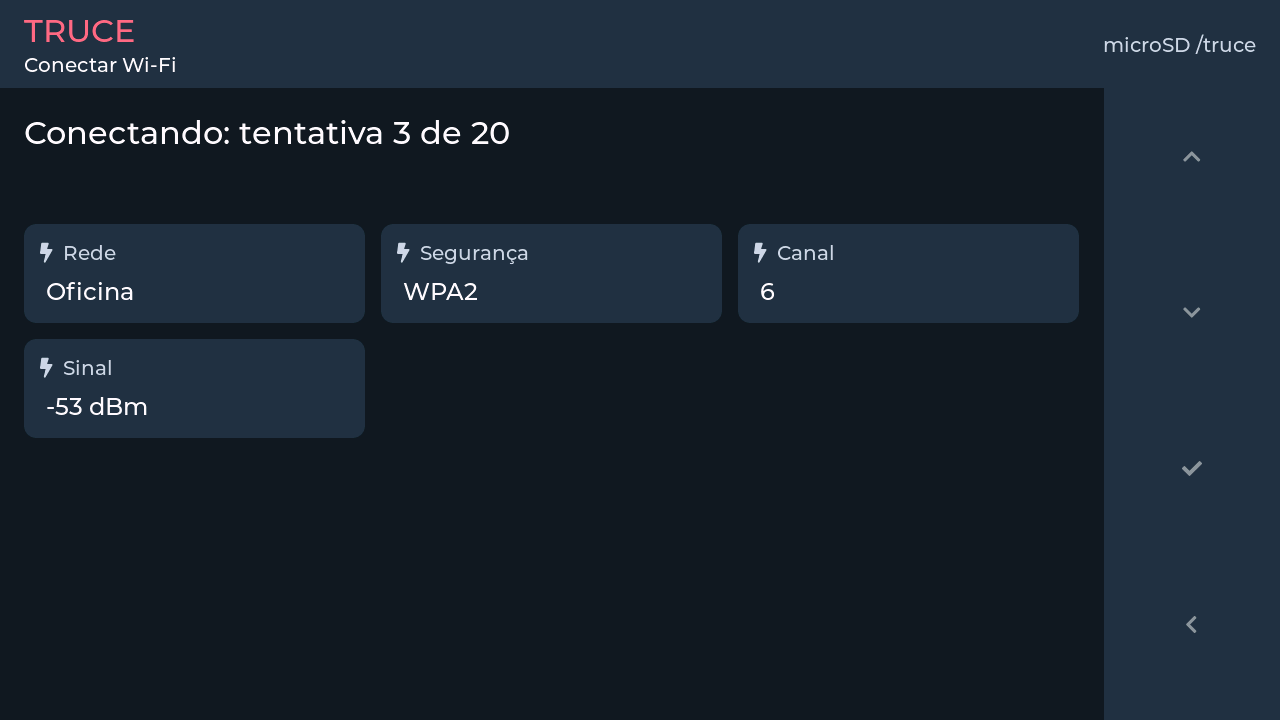 TRUCE
Conectar Wi-Fi
microSD /truce
Conectando: tentativa 3 de 20
Rede
Oficina
Segurança
WPA2
Canal
6
Sinal
-53 dBm